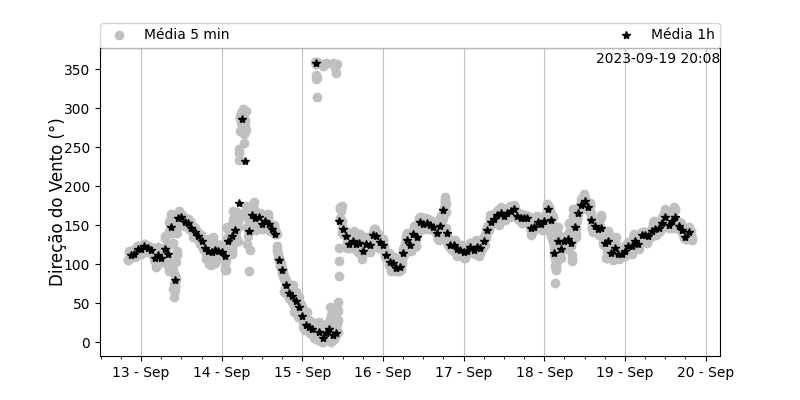 Média 5 min
Média 1h
2023-09-19 20:08
Direção do Vento (°)
350
300
250
200
150
100
50
0
13 - Sep
14 - Sep
15 - Sep
16 - Sep
17 - Sep
18 - Sep
19 - Sep
20 - Sep